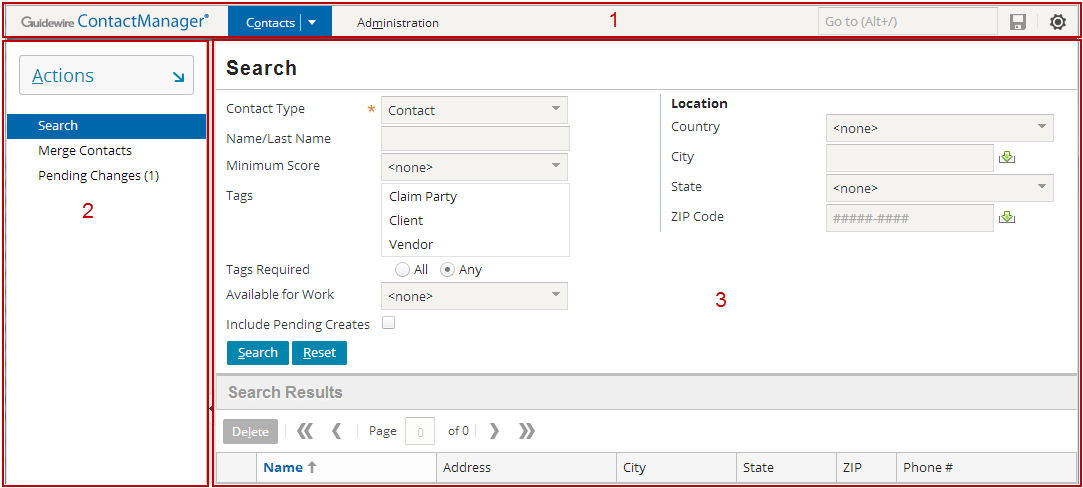 Guidewire ContactManager® Contacts Administration 1 Go to (Alt+/)
Actions
Search
Merge Contacts
Pending Changes (1)
2
Search
Contact Type * Contact
Name/Last Name
Minimum Score <none>
Tags Claim Party
Client
Vendor
Tags Required All Any
Available for Work <none>
Include Pending Creates
Search Reset
Location
Country <none>
City
State <none>
ZIP Code #####-####
3
Search Results
Delete Page 0 of 0
Name Address City State ZIP Phone #